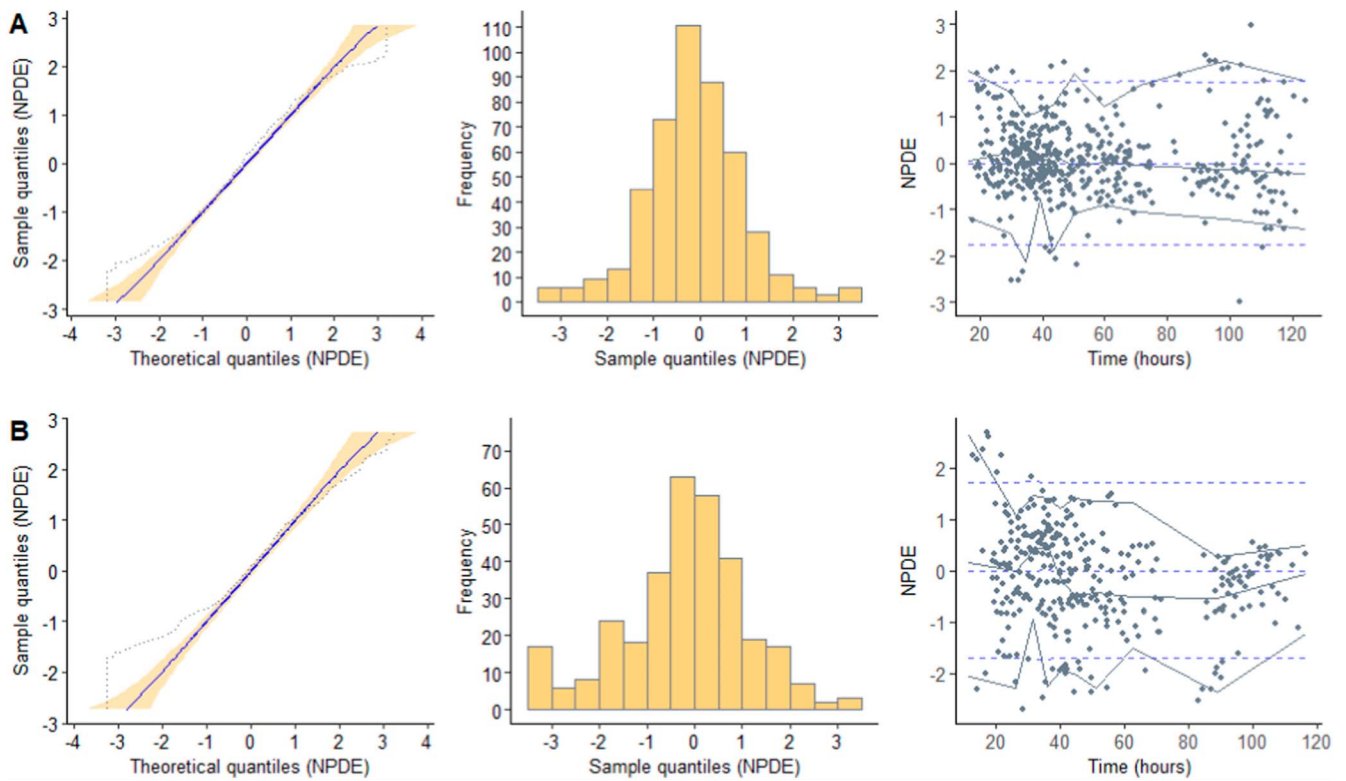 A
Sample quantiles (NPDE)
3
2
1
0
-1
-2
-3
-4 -3 -2 -1 0 1 2 3 4
Theoretical quantiles (NPDE)
Frequency
110
100
90
80
70
60
50
40
30
20
10
0
-3 -2 -1 0 1 2 3
Sample quantiles (NPDE)
NPDE
3
2
1
0
-1
-2
-3
20 40 60 80 100 120
Time (hours)
B
Sample quantiles (NPDE)
3
2
1
0
-1
-2
-3
-4 -3 -2 -1 0 1 2 3 4
Theoretical quantiles (NPDE)
Frequency
70
60
50
40
30
20
10
0
-3 -2 -1 0 1 2 3
Sample quantiles (NPDE)
NPDE
2
1
0
-1
-2
20 40 60 80 100 120
Time (hours)